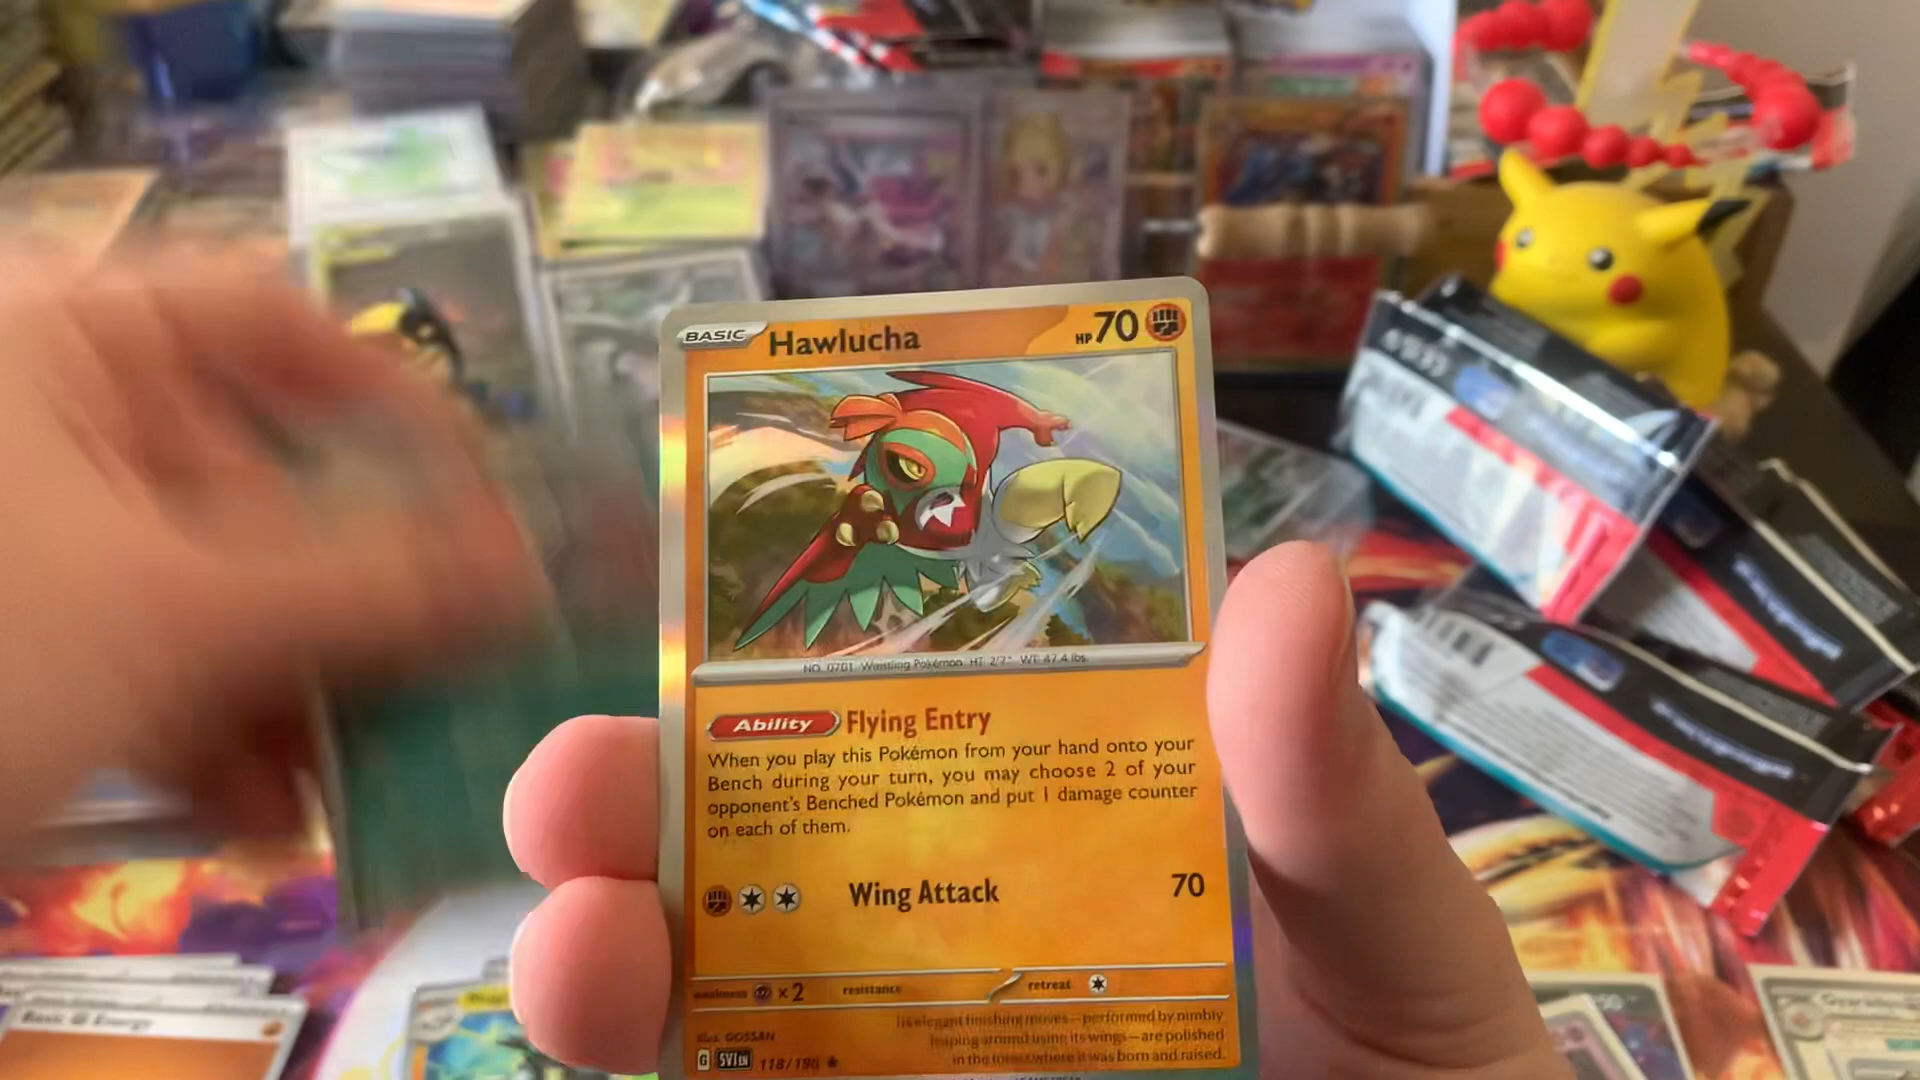 BASIC Hawlucha HP 70
NO. 0701 Wrestling Pokémon HT: 2'7" WT: 47.4 lbs.
Ability Flying Entry
When you play this Pokémon from your hand onto your
Bench during your turn, you may choose 2 of your
opponent's Benched Pokémon and put 1 damage counter
on each of them.
Wing Attack 70
weakness ×2 resistance retreat
Illus. GOSSAN
Its elegant finishing moves—performed by nimbly
leaping around using its wings—are polished
in the forest where it was born and raised.
G SVI EN 118/198 ★
Basic Energy